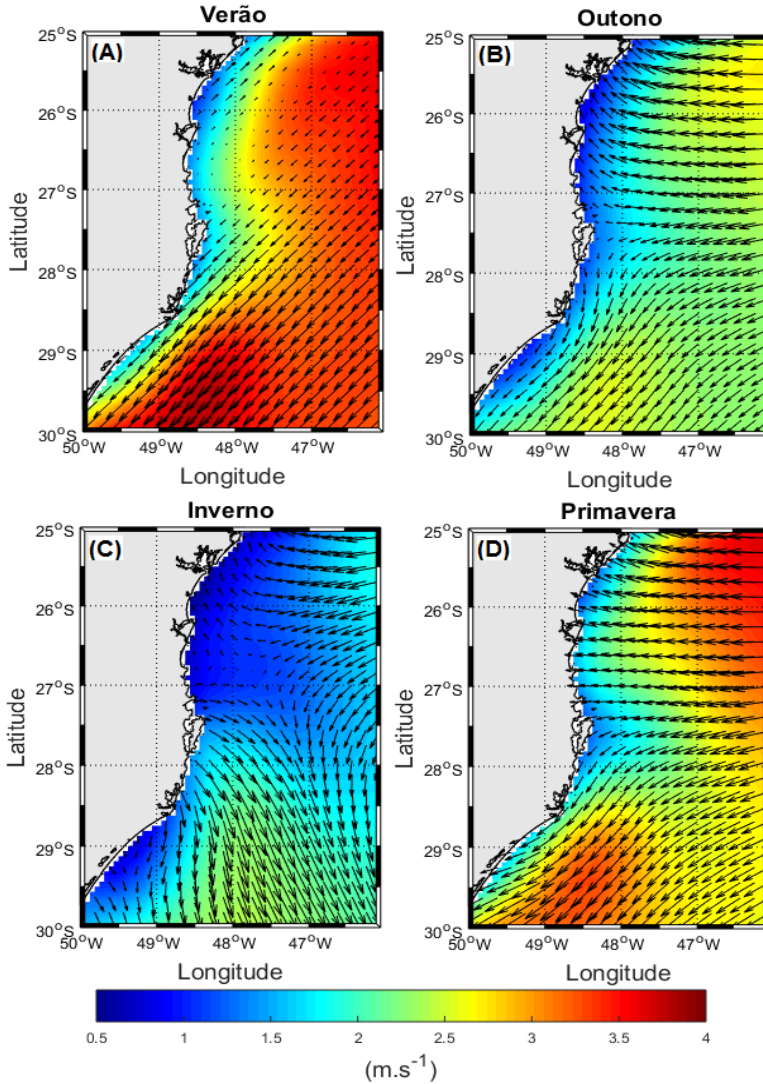 Verão
Outono
(A)
(B)
25°S
26°S
27°S
28°S
29°S
30°S
Latitude
50°W
49°W
48°W
47°W
Longitude
25°S
26°S
27°S
28°S
29°S
30°S
Latitude
50°W
49°W
48°W
47°W
Longitude
Inverno
Primavera
(C)
(D)
25°S
26°S
27°S
28°S
29°S
30°S
Latitude
50°W
49°W
48°W
47°W
Longitude
25°S
26°S
27°S
28°S
29°S
30°S
Latitude
50°W
49°W
48°W
47°W
Longitude
0.5 1 1.5 2 2.5 3 3.5 4
(m.s⁻¹)